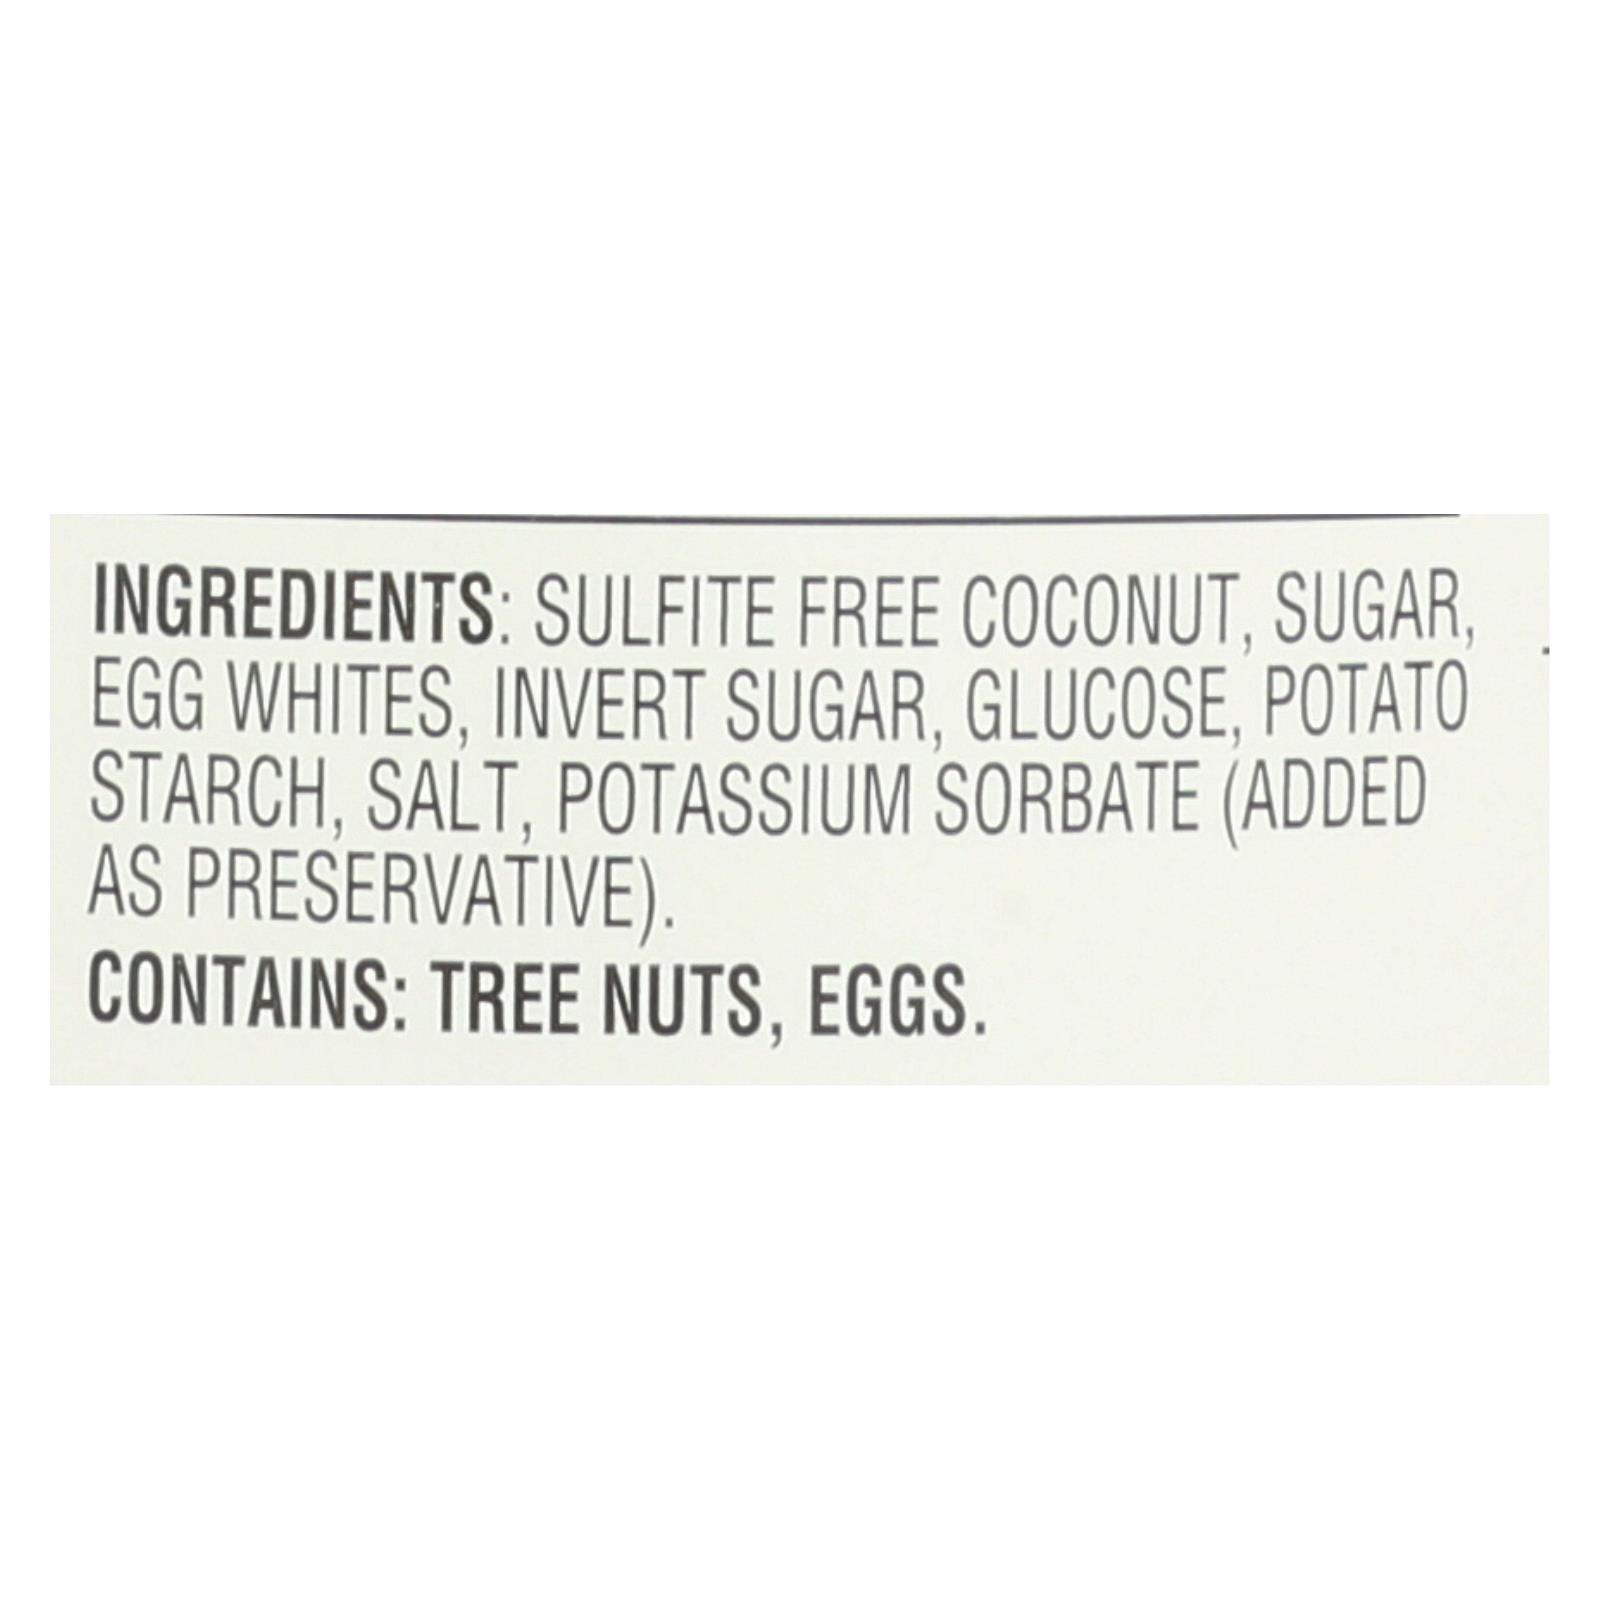 INGREDIENTS: SULFITE FREE COCONUT, SUGAR,
EGG WHITES, INVERT SUGAR, GLUCOSE, POTATO
STARCH, SALT, POTASSIUM SORBATE (ADDED
AS PRESERVATIVE).
CONTAINS: TREE NUTS, EGGS.